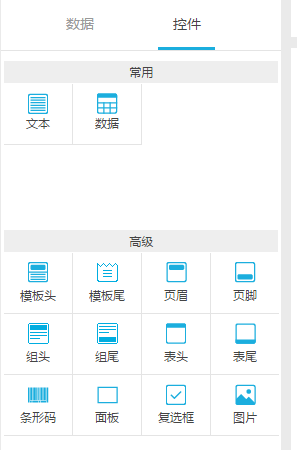 数据 控件
常用
文本 数据
高级
模板头 模板尾 页眉 页脚
组头 组尾 表头 表尾
条形码 面板 复选框 图片